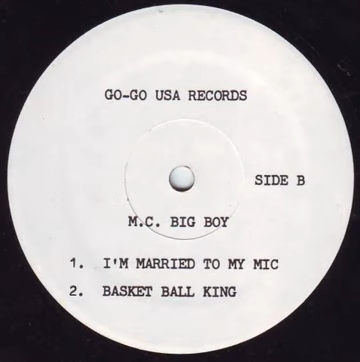 GO-GO USA RECORDS
SIDE B
M.C. BIG BOY
1. I'M MARRIED TO MY MIC
2. BASKET BALL KING